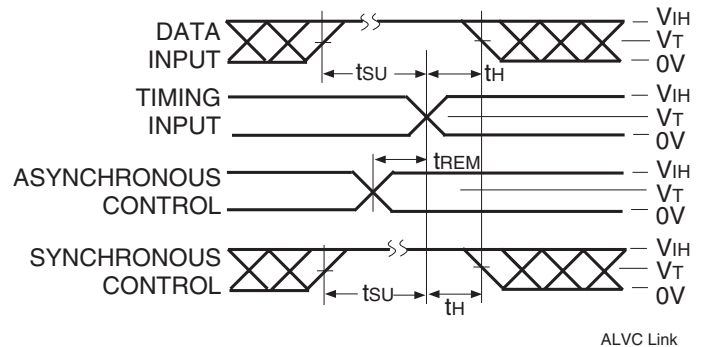 DATA
INPUT
tSU
tH
VIH
VT
0V
TIMING
INPUT
VIH
VT
0V
tREM
ASYNCHRONOUS
CONTROL
VIH
VT
0V
SYNCHRONOUS
CONTROL
tSU
tH
VIH
VT
0V
ALVC Link